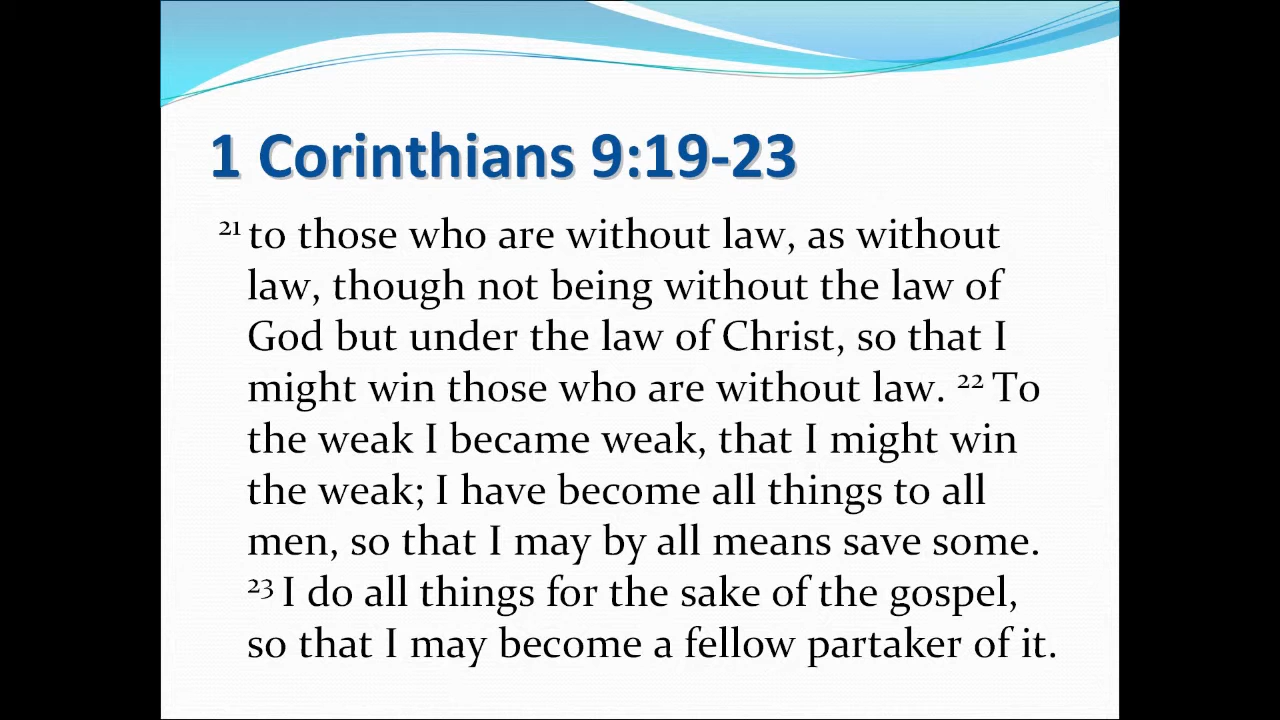 1 Corinthians 9:19-23
21 to those who are without law, as without
law, though not being without the law of
God but under the law of Christ, so that I
might win those who are without law. 22 To
the weak I became weak, that I might win
the weak; I have become all things to all
men, so that I may by all means save some.
23 I do all things for the sake of the gospel,
so that I may become a fellow partaker of it.